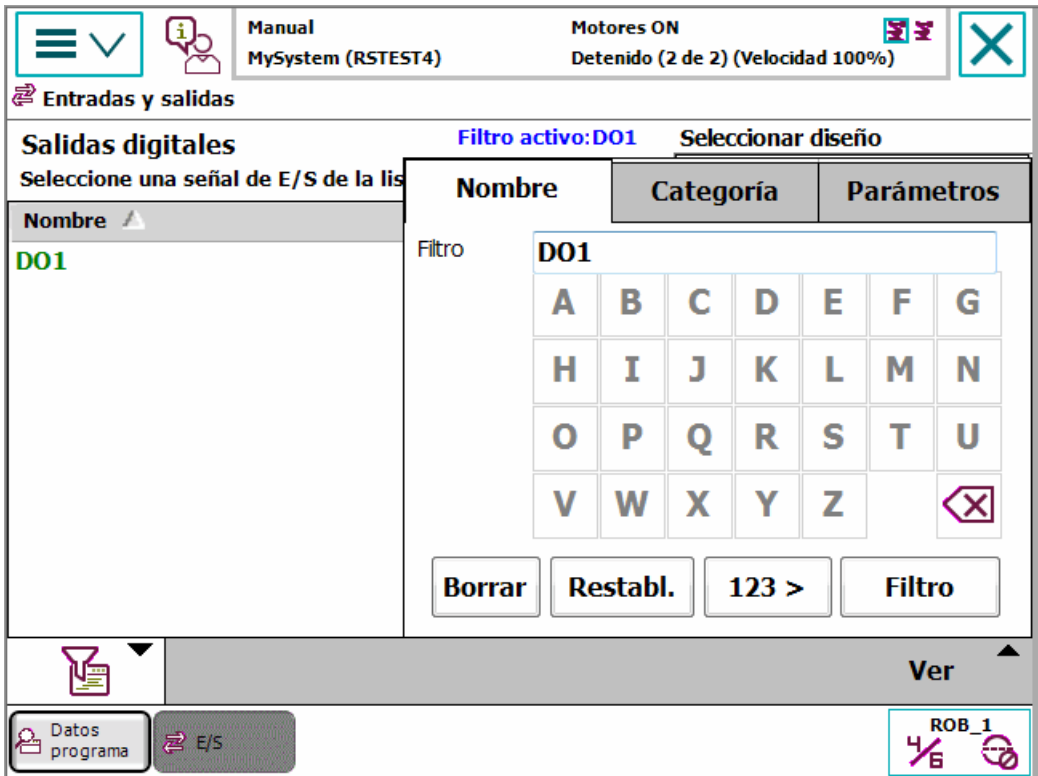 Manual
MySystem (RSTEST4)
Motores ON
Detenido (2 de 2) (Velocidad 100%)
Entradas y salidas
Salidas digitales
Filtro activo:DO1
Seleccionar diseño
Seleccione una señal de E/S de la lis
Nombre
Categoría
Parámetros
Nombre
DO1
Filtro
DO1
A B C D E F G
H I J K L M N
O P Q R S T U
V W X Y Z
Borrar
Restabl.
123 >
Filtro
Ver
Datos
programa
E/S
ROB_1
4/6